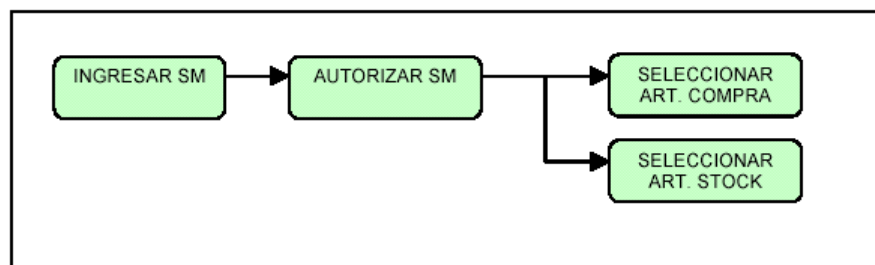 INGRESAR SM
AUTORIZAR SM
SELECCIONAR
ART. COMPRA
SELECCIONAR
ART. STOCK